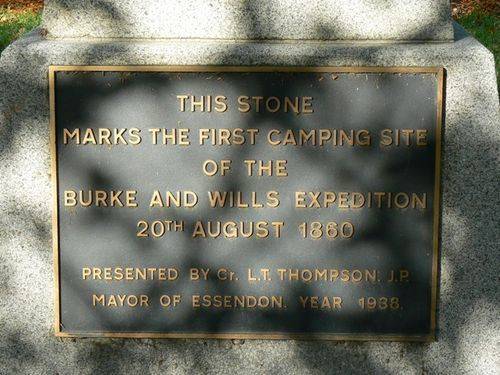 THIS STONE
MARKS THE FIRST CAMPING SITE
OF THE
BURKE AND WILLS EXPEDITION
20TH AUGUST 1860
PRESENTED BY Cr. L.T. THOMPSON. J.P.
MAYOR OF ESSENDON. YEAR 1938.